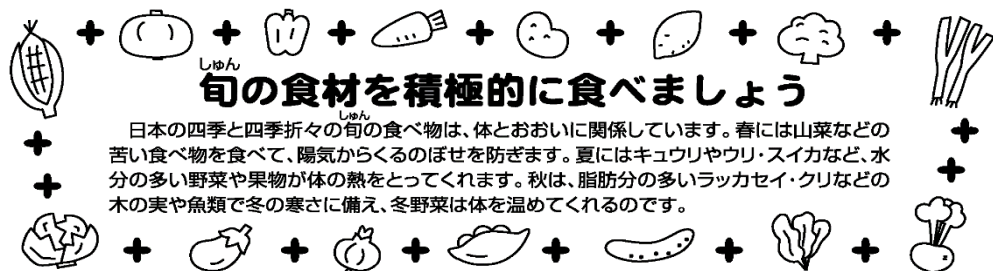 しゅん
旬の食材を積極的に食べましょう
しゅん
日本の四季と四季折々の旬の食べ物は、体とおおいに関係しています。春には山菜などの
苦い食べ物を食べて、陽気からくるのぼせを防ぎます。夏にはキュウリやウリ・スイカなど、水
分の多い野菜や果物が体の熱をとってくれます。秋は、脂肪分の多いラッカセイ・クリなどの
木の実や魚類で冬の寒さに備え、冬野菜は体を温めてくれるのです。